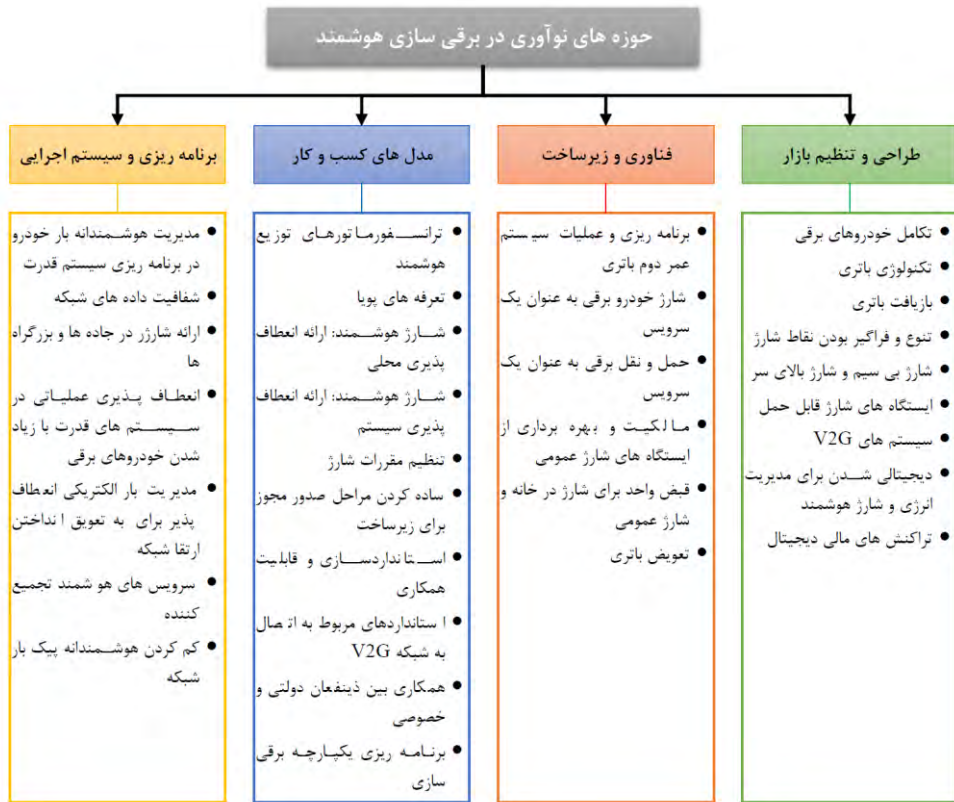 حوزه های نوآوری در برقی سازی هوشمند
طراحی و تنظیم بازار
تکامل خودروهای برقی
تکنولوژی باتری
بازیافت باتری
تنوع و فراگیر بودن نقاط شارژ
شارژ بی سیم و شارژ بالای سر
ایستگاه های شارژ قابل حمل
سیستم های V2G
دیجیتالی شدن برای مدیریت
انرژی و شارژ هوشمند
تراکنش های مالی دیجیتال
فناوری و زیرساخت
برنامه ریزی و عملیات سیستم
عمر دوم باتری
شارژ خودرو برقی به عنوان یک
سرویس
حمل و نقل برقی به عنوان یک
سرویس
مالکیت و بهره برداری از
ایستگاه های شارژ عمومی
قبض واحد برای شارژ در خانه و
شارژ عمومی
تعویض باتری
مدل های کسب و کار
ترانسفورماتورهای توزیع
هوشمند
تعرفه های پویا
شارژ هوشمند: ارائه انعطاف
پذیری محلی
شارژ هوشمند: ارائه انعطاف
پذیری سیستم
تنظیم مقررات شارژ
ساده کردن مراحل صدور مجوز
برای زیرساخت
استانداردسازی و قابلیت
همکاری
استانداردهای مربوط به اتصال
به شبکه V2G
همکاری بین ذینفعان دولتی و
خصوصی
برنامه ریزی یکپارچه برقی
سازی
برنامه ریزی و سیستم اجرایی
مدیریت هوشمندانه بار خودرو
در برنامه ریزی سیستم قدرت
شفافیت داده های شبکه
ارائه شارژر در جاده ها و بزرگراه
ها
انعطاف پذیری عملیاتی در
سیستم های قدرت با زیاد
شدن خودروهای برقی
مدیریت بار الکتریکی انعطاف
پذیر برای به تعویق انداختن
ارتقا شبکه
سرویس های هوشمند تجمیع
کننده
کم کردن هوشمندانه پیک بار
شبکه